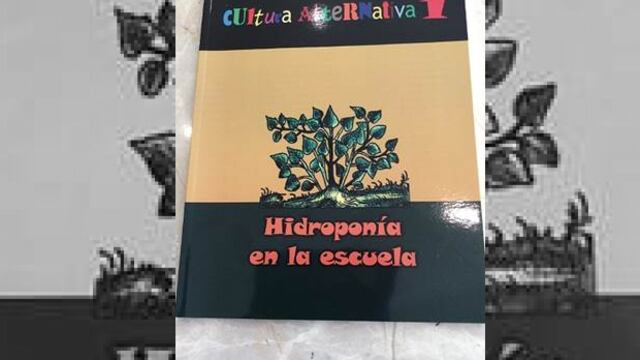 CUltuRa AlteRNativa 1
Hidroponía
en la escuela